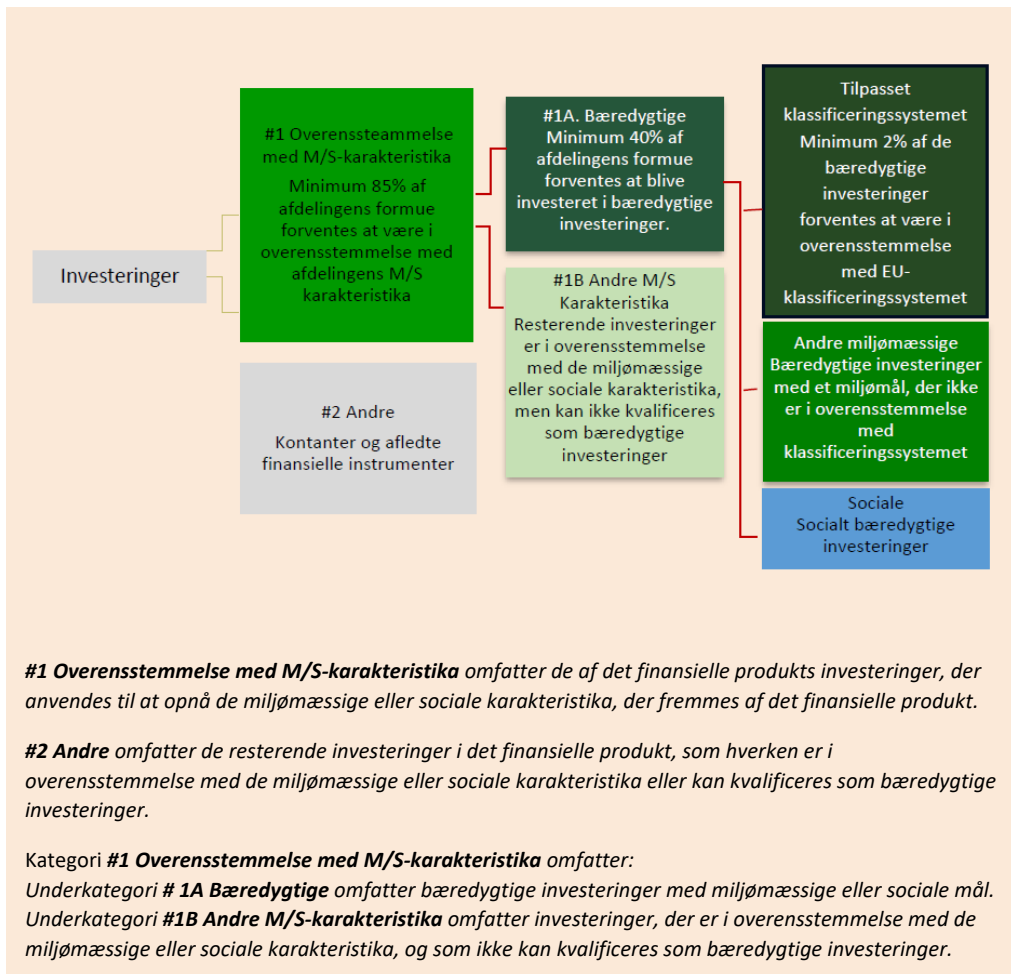 Investeringer
#1 Overenssteammelse
med M/S-karakteristika
Minimum 85% af
afdelingens formue
forventes at være i
overensstemmelse med
afdelingens M/S
karakteristika
#2 Andre
Kontanter og afledte
finansielle instrumenter
#1A. Bæredygtige
Minimum 40% af
afdelingens formue
forventes at blive
investeret i bæredygtige
investeringer.
#1B Andre M/S
Karakteristika
Resterende investeringer
er i overensstemmelse
med de miljømæssige
eller sociale karakteristika,
men kan ikke kvalificeres
som bæredygtige
investeringer
Tilpasset
klassificeringssystemet
Minimum 2% af de
bæredygtige
investeringer
forventes at være i
overensstemmelse
med EU-
klassificeringssystemet
Andre miljømæssige
Bæredygtige investeringer
med et miljømål, der ikke
er i overensstemmelse
med
klassificeringssystemet
Sociale
Socialt bæredygtige
investeringer
#1 Overensstemmelse med M/S-karakteristika omfatter de af det finansielle produkts investeringer, der
anvendes til at opnå de miljømæssige eller sociale karakteristika, der fremmes af det finansielle produkt.
#2 Andre omfatter de resterende investeringer i det finansielle produkt, som hverken er i
overensstemmelse med de miljømæssige eller sociale karakteristika eller kan kvalificeres som bæredygtige
investeringer.
Kategori #1 Overensstemmelse med M/S-karakteristika omfatter:
Underkategori # 1A Bæredygtige omfatter bæredygtige investeringer med miljømæssige eller sociale mål.
Underkategori #1B Andre M/S-karakteristika omfatter investeringer, der er i overensstemmelse med de
miljømæssige eller sociale karakteristika, og som ikke kan kvalificeres som bæredygtige investeringer.